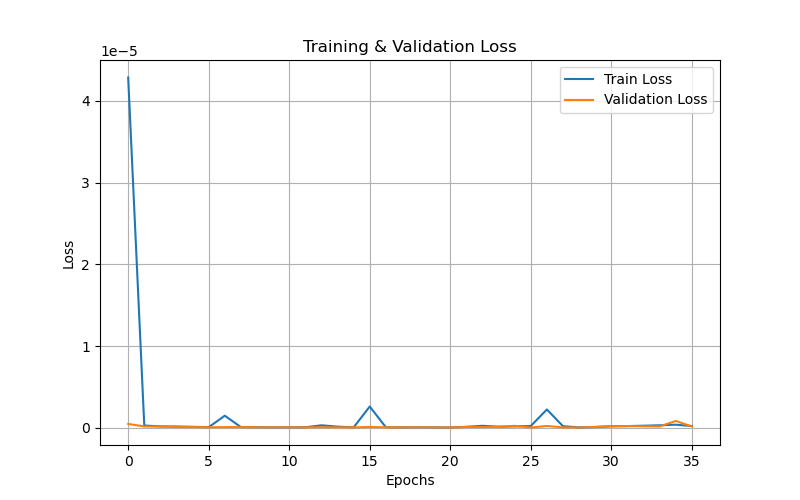 Training & Validation Loss
1e−5
Train Loss
Validation Loss
4
3
2
1
0
Loss
0 5 10 15 20 25 30 35
Epochs